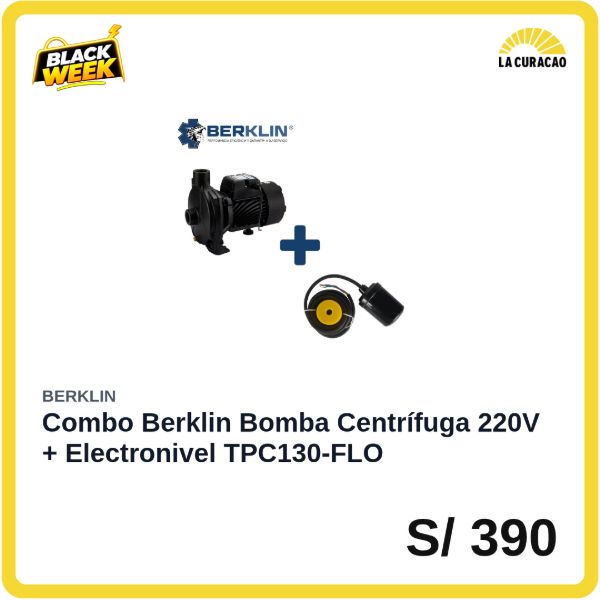 BLACK
WEEK
LA CURACAO
BERKLIN®
BERKLIN
Combo Berklin Bomba Centrífuga 220V
+ Electronivel TPC130-FLO
S/ 390